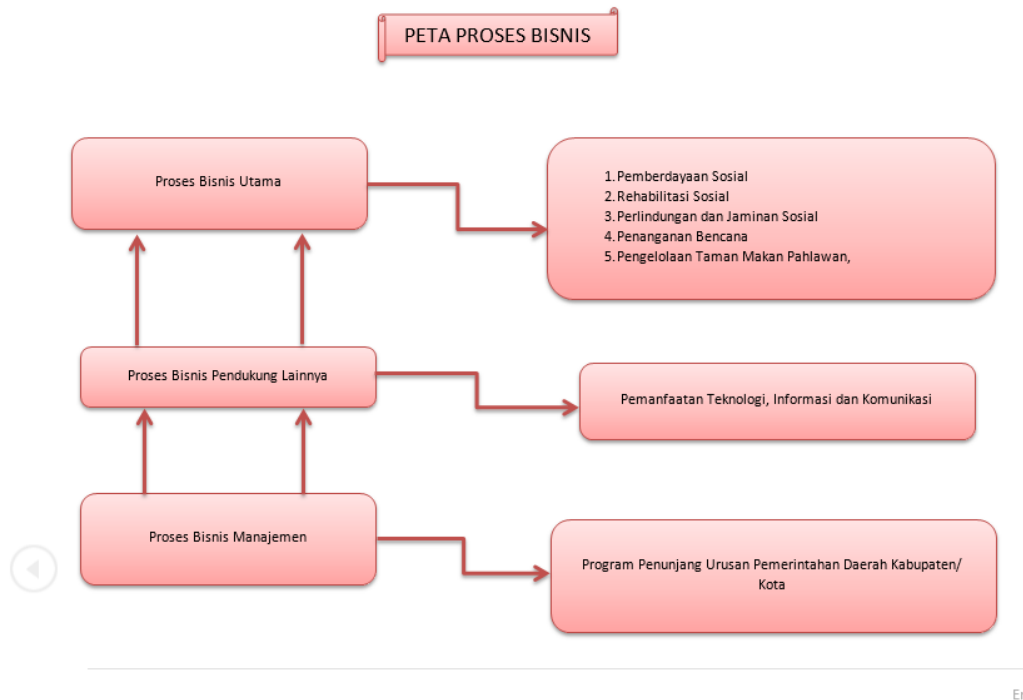 PETA PROSES BISNIS
Proses Bisnis Utama
1.Pemberdayaan Sosial
2.Rehabilitasi Sosial
3.Perlindungan dan Jaminan Sosial
4.Penanganan Bencana
5.Pengelolaan Taman Makan Pahlawan,
Proses Bisnis Pendukung Lainnya
Pemanfaatan Teknologi, Informasi dan Komunikasi
Proses Bisnis Manajemen
Program Penunjang Urusan Pemerintahan Daerah Kabupaten/
Kota